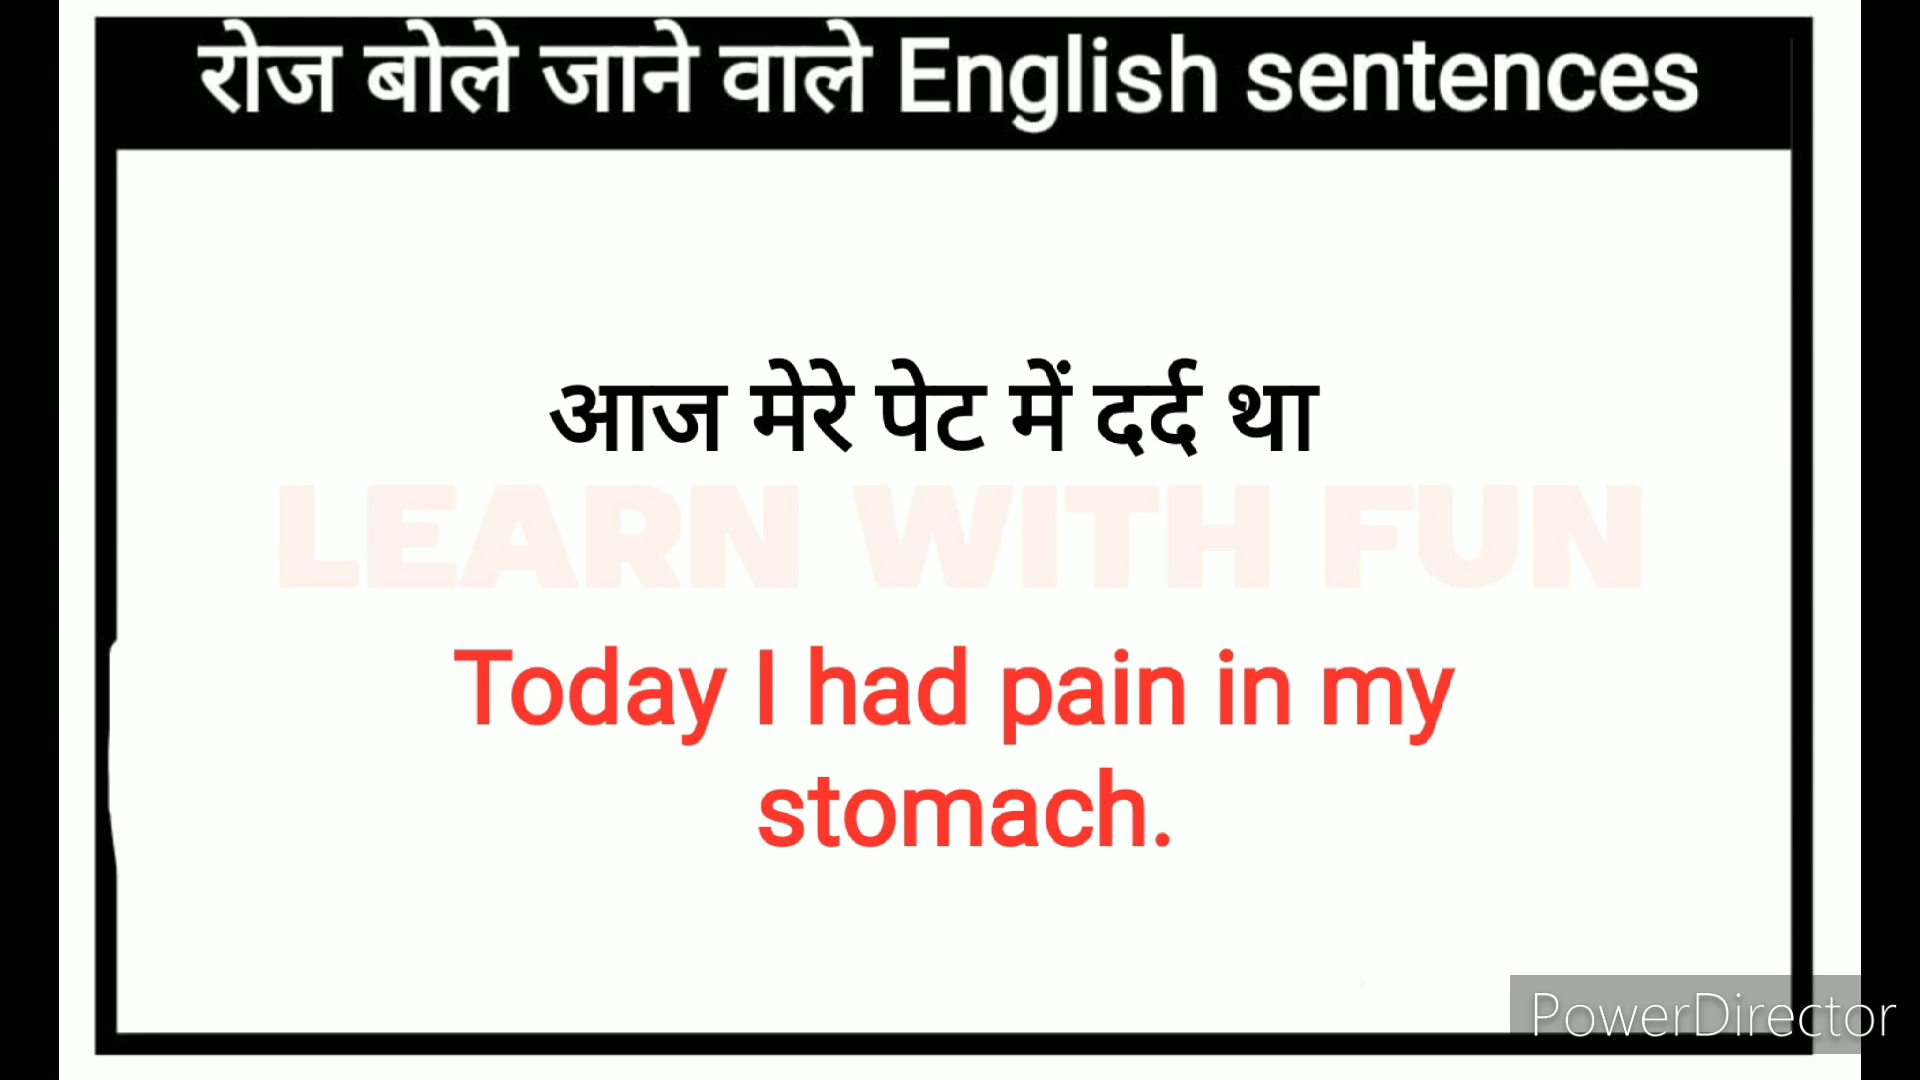 रोज बोले जाने वाले English sentences
आज मेरे पेट में दर्द था
LEARN WITH FUN
Today I had pain in my
stomach.
PowerDirector